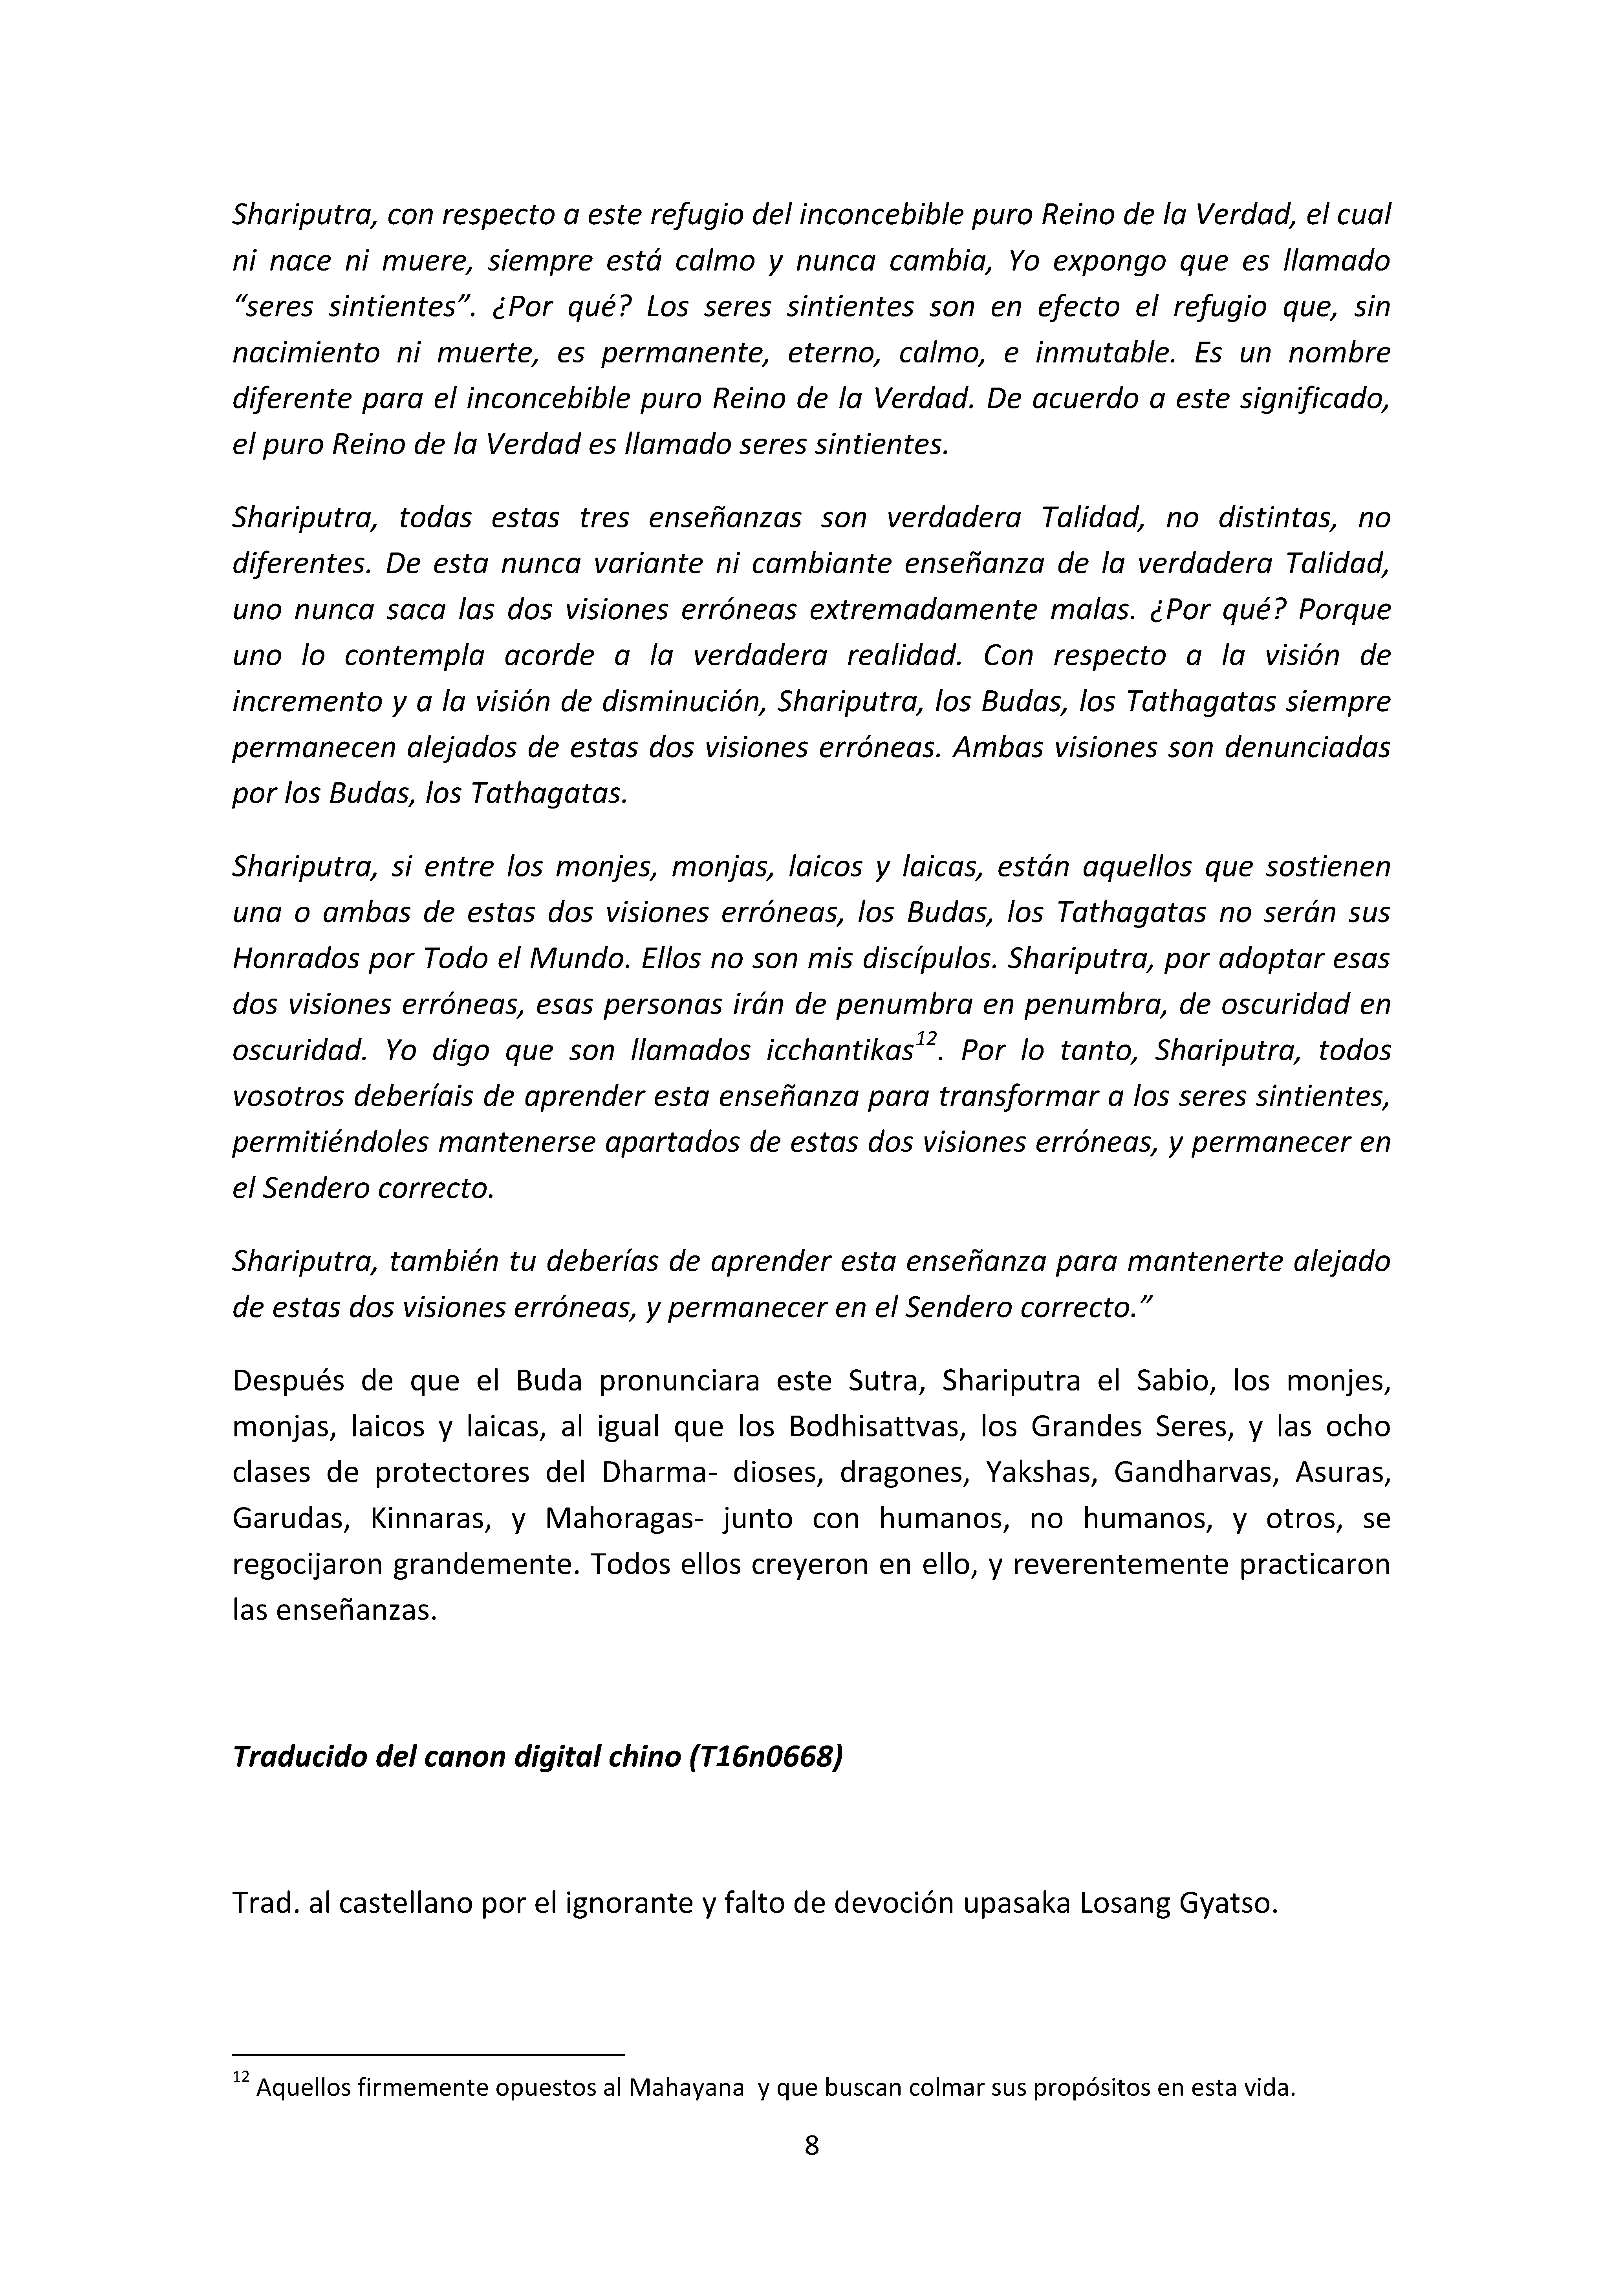 Shariputra, con respecto a este refugio del inconcebible puro Reino de la Verdad, el cual
ni nace ni muere, siempre está calmo y nunca cambia, Yo expongo que es llamado
“seres sintientes”. ¿Por qué? Los seres sintientes son en efecto el refugio que, sin
nacimiento ni muerte, es permanente, eterno, calmo, e inmutable. Es un nombre
diferente para el inconcebible puro Reino de la Verdad. De acuerdo a este significado,
el puro Reino de la Verdad es llamado seres sintientes.
Shariputra, todas estas tres enseñanzas son verdadera Talidad, no distintas, no
diferentes. De esta nunca variante ni cambiante enseñanza de la verdadera Talidad,
uno nunca saca las dos visiones erróneas extremadamente malas. ¿Por qué? Porque
uno lo contempla acorde a la verdadera realidad. Con respecto a la visión de
incremento y a la visión de disminución, Shariputra, los Budas, los Tathagatas siempre
permanecen alejados de estas dos visiones erróneas. Ambas visiones son denunciadas
por los Budas, los Tathagatas.
Shariputra, si entre los monjes, monjas, laicos y laicas, están aquellos que sostienen
una o ambas de estas dos visiones erróneas, los Budas, los Tathagatas no serán sus
Honrados por Todo el Mundo. Ellos no son mis discípulos. Shariputra, por adoptar esas
dos visiones erróneas, esas personas irán de penumbra en penumbra, de oscuridad en
oscuridad. Yo digo que son llamados icchantikas12. Por lo tanto, Shariputra, todos
vosotros deberíais de aprender esta enseñanza para transformar a los seres sintientes,
permitiéndoles mantenerse apartados de estas dos visiones erróneas, y permanecer en
el Sendero correcto.
Shariputra, también tu deberías de aprender esta enseñanza para mantenerte alejado
de estas dos visiones erróneas, y permanecer en el Sendero correcto.”
Después de que el Buda pronunciara este Sutra, Shariputra el Sabio, los monjes,
monjas, laicos y laicas, al igual que los Bodhisattvas, los Grandes Seres, y las ocho
clases de protectores del Dharma- dioses, dragones, Yakshas, Gandharvas, Asuras,
Garudas, Kinnaras, y Mahoragas- junto con humanos, no humanos, y otros, se
regocijaron grandemente. Todos ellos creyeron en ello, y reverentemente practicaron
las enseñanzas.
Traducido del canon digital chino (T16n0668)
Trad. al castellano por el ignorante y falto de devoción upasaka Losang Gyatso.
12 Aquellos firmemente opuestos al Mahayana  y que buscan colmar sus propósitos en esta vida.
8